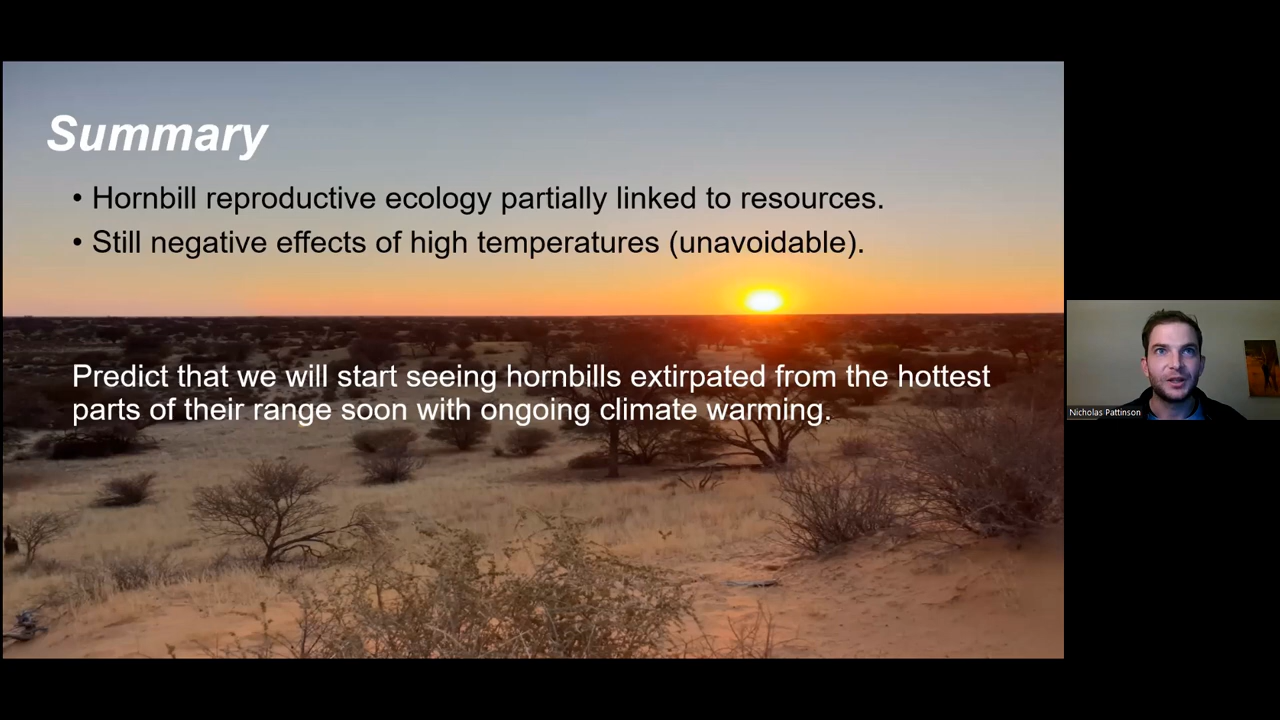 Summary
• Hornbill reproductive ecology partially linked to resources.
• Still negative effects of high temperatures (unavoidable).
Predict that we will start seeing hornbills extirpated from the hottest
parts of their range soon with ongoing climate warming.
Nicholas Pattinson